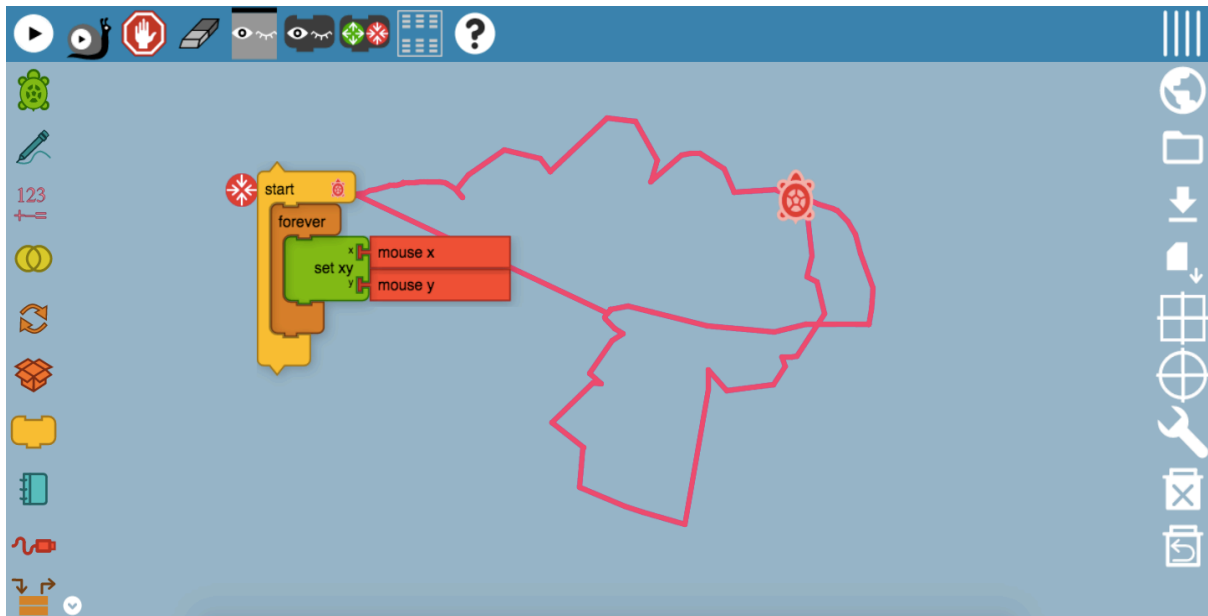 ?
123
+−=
start
forever
x
mouse x
set xy
y
mouse y